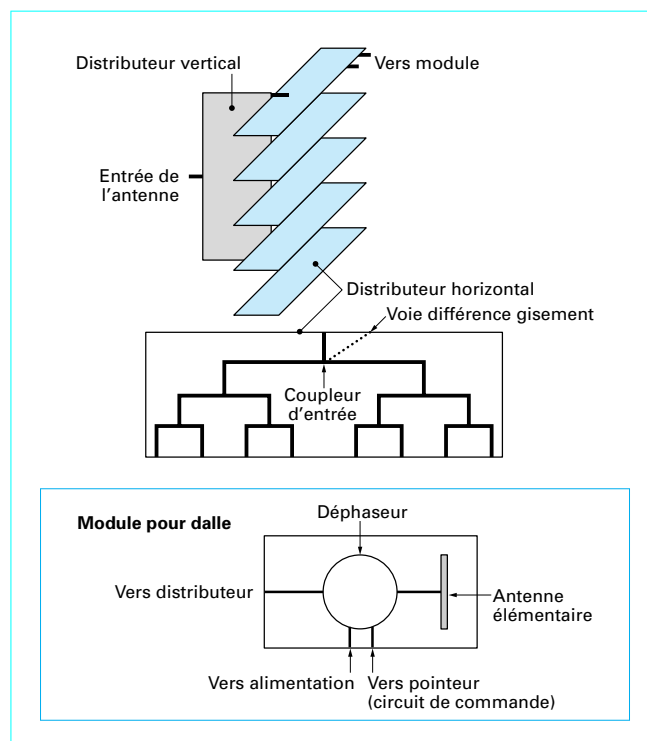 Distributeur vertical
Vers module
Entrée de
l’antenne
Distributeur horizontal
Voie différence gisement
Coupleur
d’entrée
Module pour dalle
Déphaseur
Vers distributeur
Antenne
élémentaire
Vers alimentation
Vers pointeur
(circuit de commande)